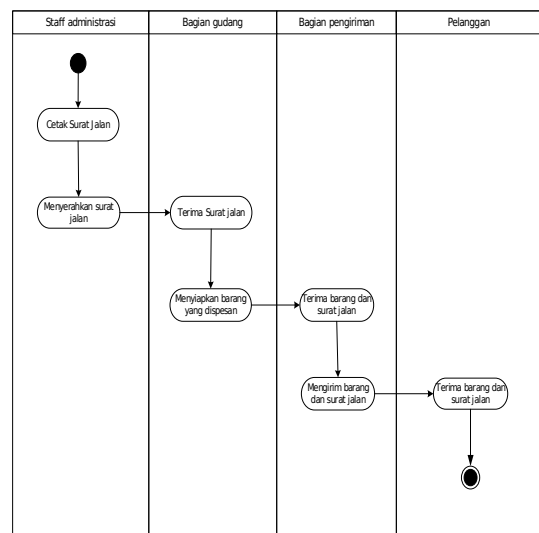 Staff administrasi
Bagian gudang
Bagian pengiriman
Pelanggan
Cetak Surat Jalan
Menyerahkan surat
jalan
Terima Surat jalan
Menyiapkan barang
yang dispesan
Terima barang dan
surat jalan
Mengirim barang
dan surat jalan
Terima barang dan
surat jalan